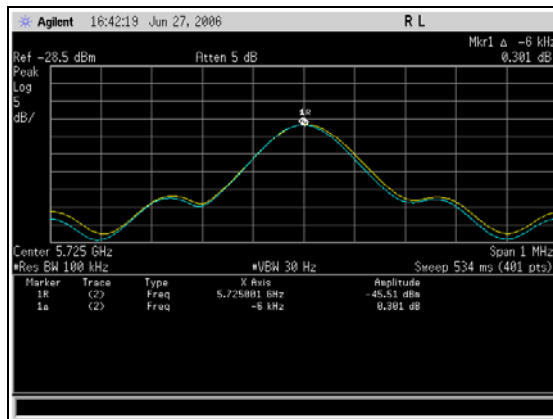 Agilent 16:42:19 Jun 27, 2006 R L
Mkr1 Δ -6 kHz
Ref -28.5 dBm Atten 5 dB 0.301 dB
Peak
Log
5
dB/
1R
Center 5.725 GHz Span 1 MHz
#Res BW 100 kHz #VBW 30 Hz Sweep 534 ms (401 pts)
Marker Trace Type X Axis Amplitude
1R (2) Freq 5.725001 GHz -45.51 dBm
1Δ (2) Freq -6 kHz 0.301 dB